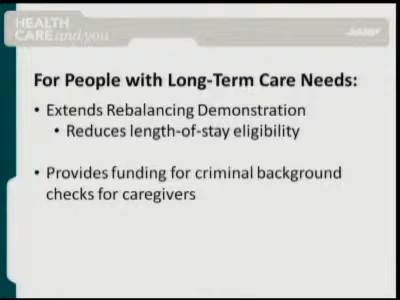 HEALTH
CARE and you
AARP
For People with Long-Term Care Needs:
• Extends Rebalancing Demonstration
• Reduces length-of-stay eligibility
• Provides funding for criminal background
checks for caregivers